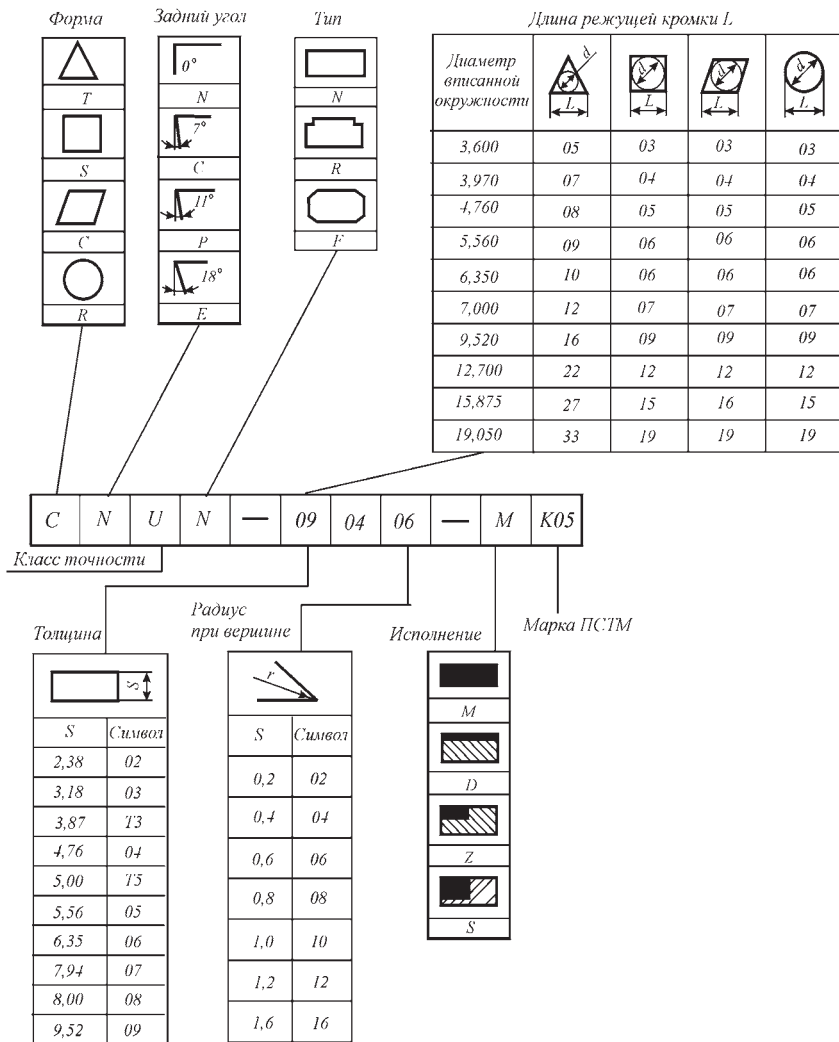 Форма
T
S
C
R
Задний угол
0°
N
7°
C
11°
P
18°
E
Тип
N
R
F
Длина режущей кромки L
Диаметр
вписанной
окружности
d d d d
L L L L
3,600 05 03 03 03
3,970 07 04 04 04
4,760 08 05 05 05
5,560 09 06 06 06
6,350 10 06 06 06
7,000 12 07 07 07
9,520 16 09 09 09
12,700 22 12 12 12
15,875 27 15 16 15
19,050 33 19 19 19
C N U N — 09 04 06 — M K05
Класс точности
Толщина
S
S Символ
2,38 02
3,18 03
3,87 T3
4,76 04
5,00 T5
5,56 05
6,35 06
7,94 07
8,00 08
9,52 09
Радиус
при вершине
r
S Символ
0,2 02
0,4 04
0,6 06
0,8 08
1,0 10
1,2 12
1,6 16
Исполнение
M
D
Z
S
Марка ПСТМ